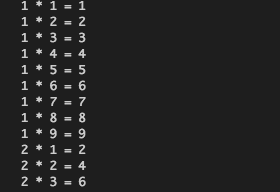 1 * 1 = 1
1 * 2 = 2
1 * 3 = 3
1 * 4 = 4
1 * 5 = 5
1 * 6 = 6
1 * 7 = 7
1 * 8 = 8
1 * 9 = 9
2 * 1 = 2
2 * 2 = 4
2 * 3 = 6